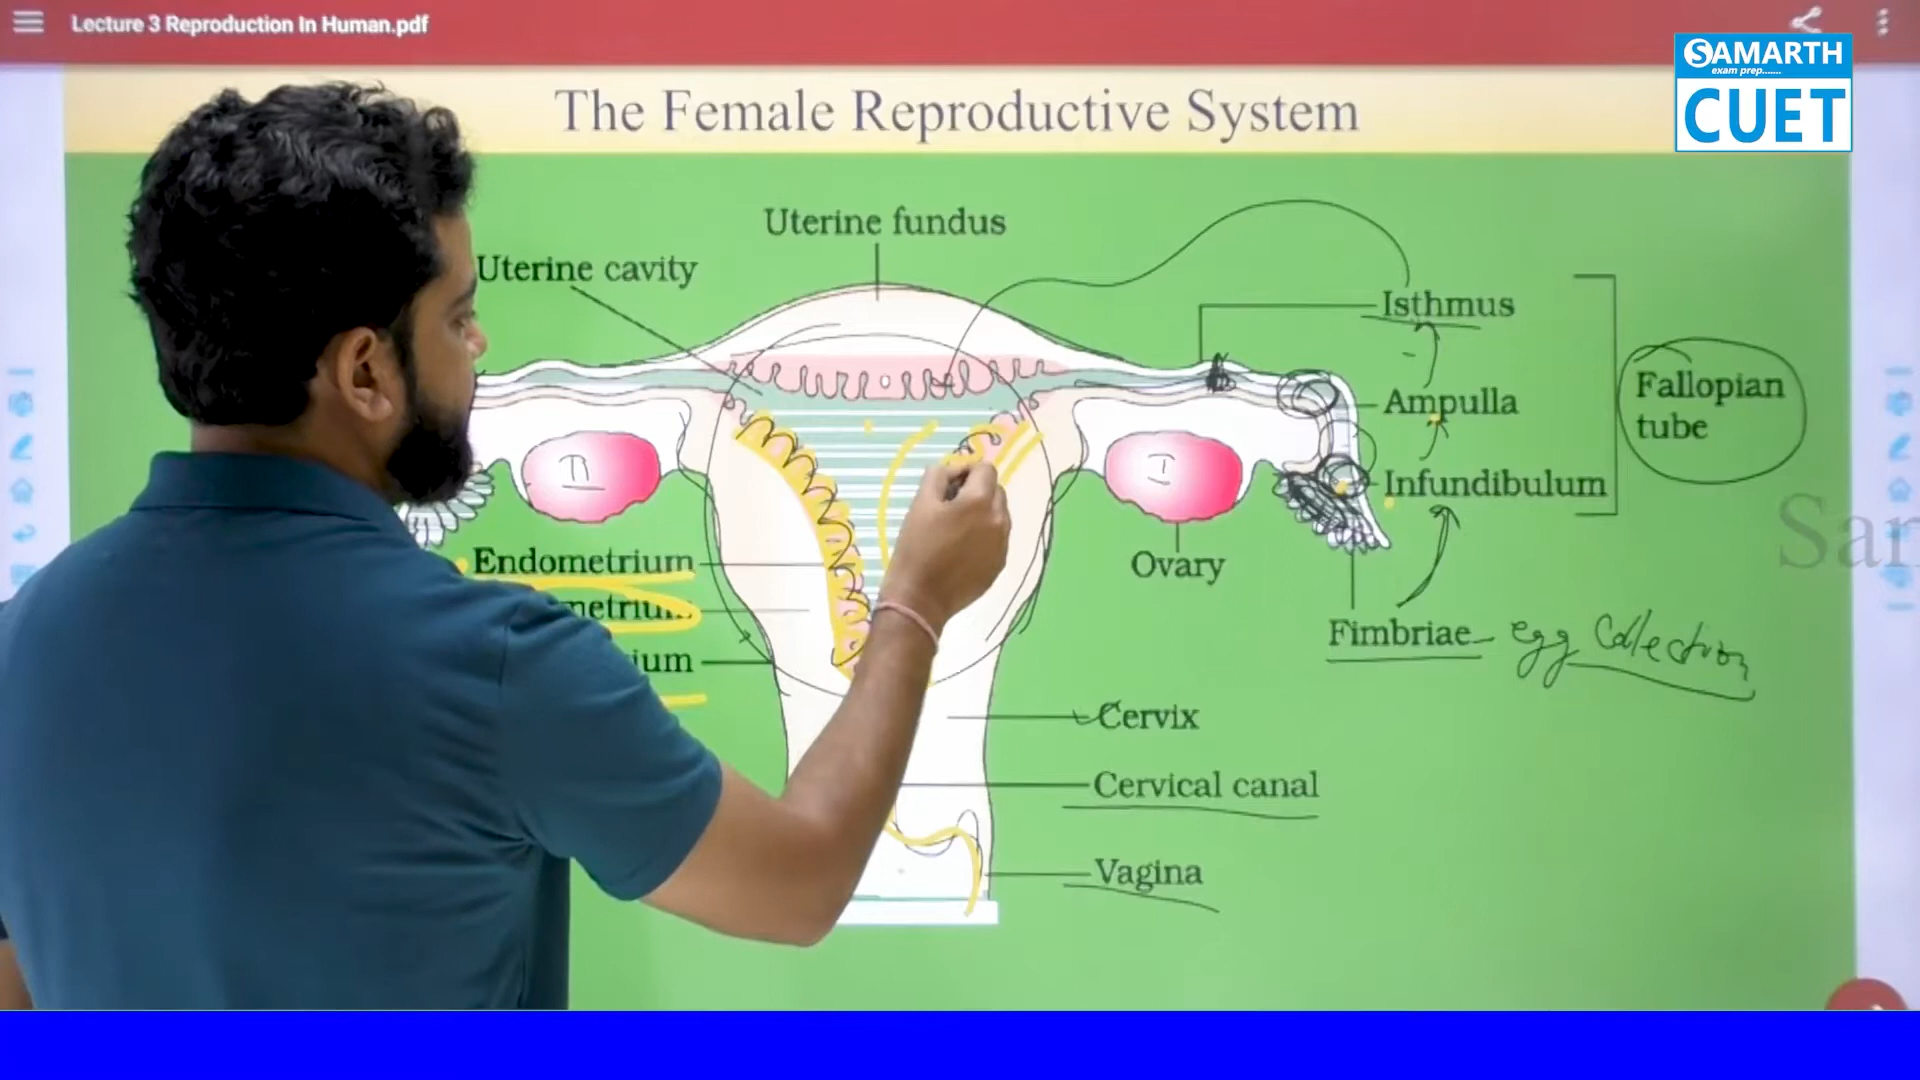 Lecture 3 Reproduction In Human.pdf
SAMARTH
exam prep.......
CUET
The Female Reproductive System
Uterine fundus
Uterine cavity
Isthmus
Ampulla
Fallopian
tube
Infundibulum
Endometrium
Ovary
Fimbriae egg collection
Cervix
Cervical canal
Vagina